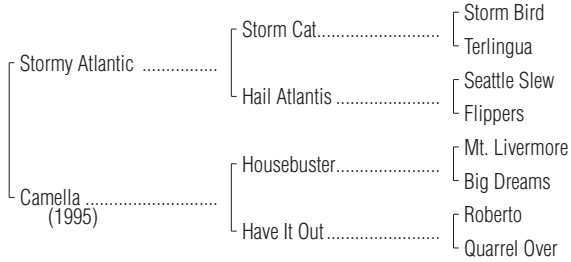 Storm Bird
Storm Cat........................
Terlingua
Stormy Atlantic ...............
Seattle Slew
Hail Atlantis .....................
Flippers
Mt. Livermore
Housebuster.....................
Big Dreams
Camella ..........................
(1995)
Roberto
Have It Out .......................
Quarrel Over